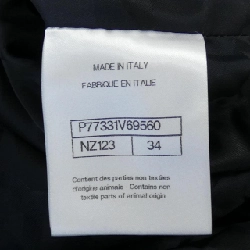 MADE IN ITALY
FABRIQUE EN ITALIE
P77331V69560
NZ123 34
Contient des parties non textiles
d'origine animale Contains non
textile parts of animal origin